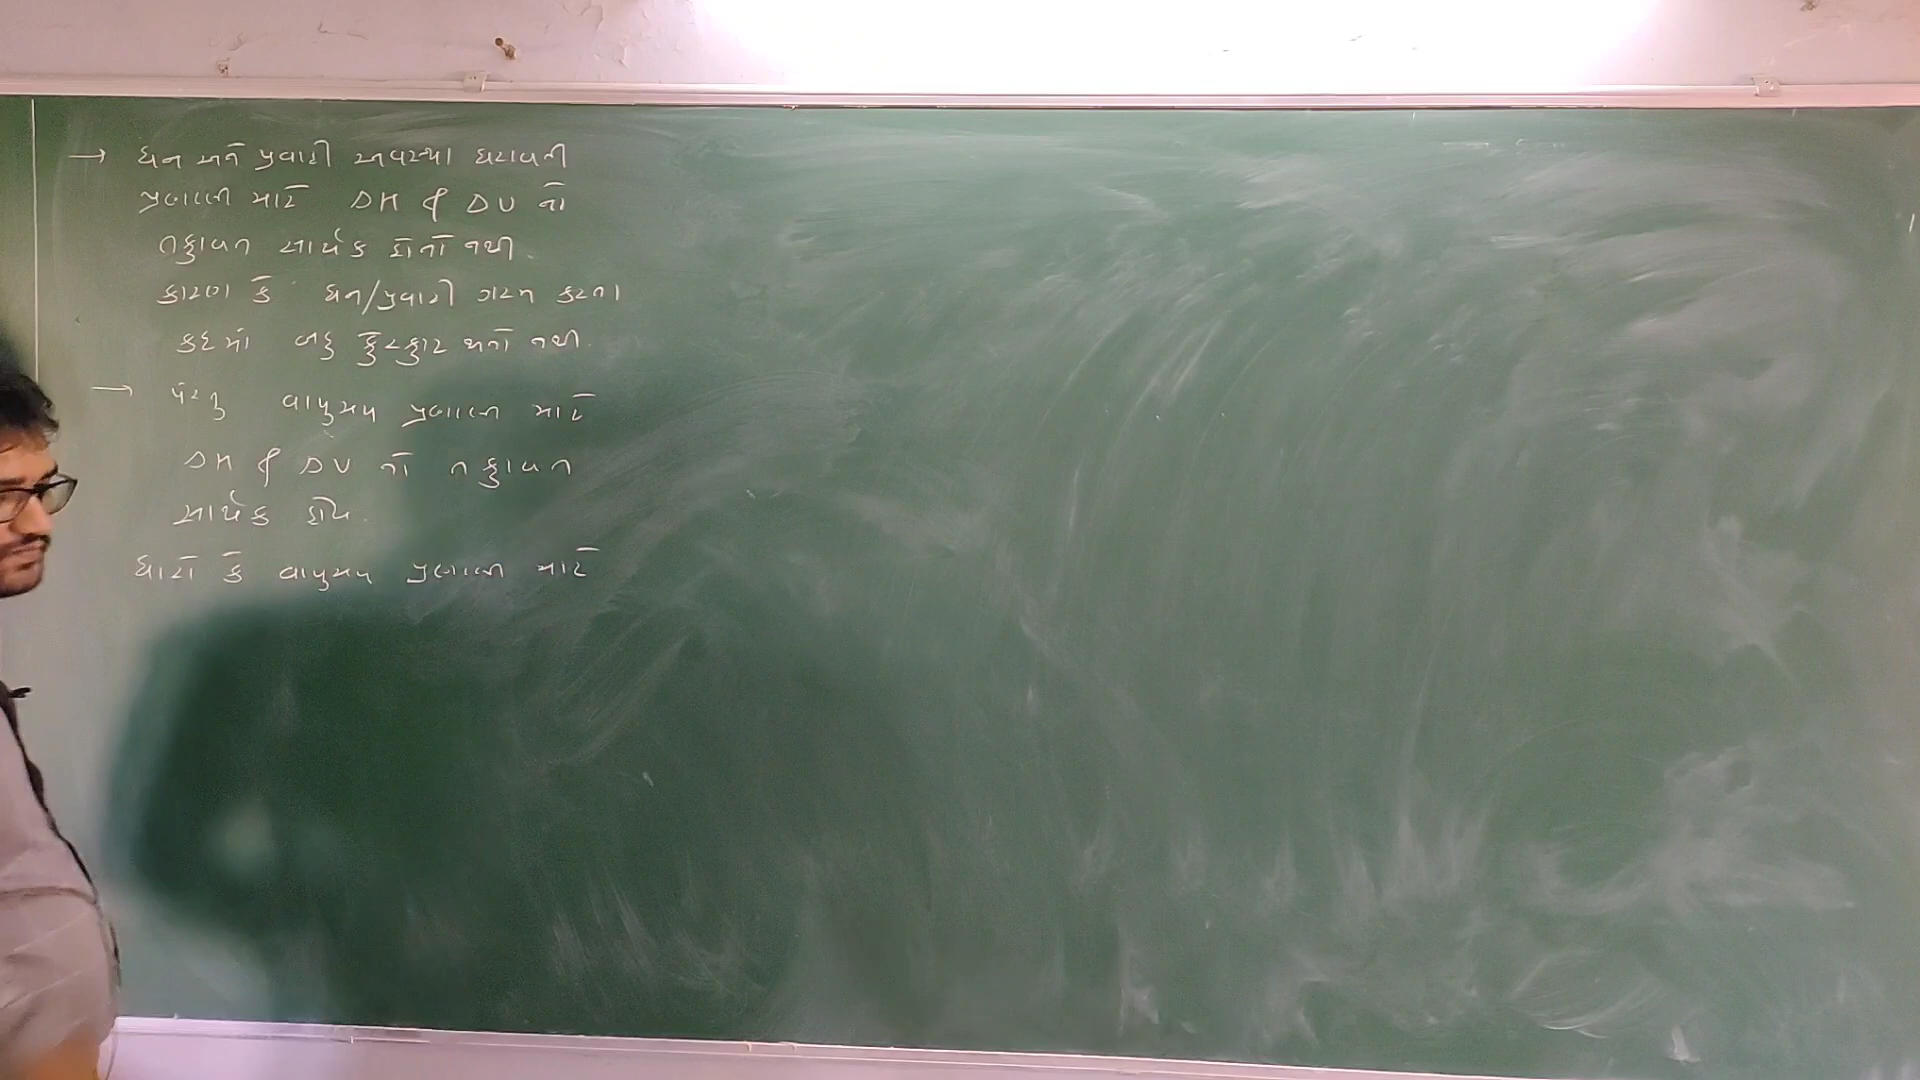 → ઘન અને પ્રવાહી અવસ્થા ધરાવતી
પ્રણાલી માટે ΔH & ΔU નો
તફાવત સાર્થક હોતો નથી.
કારણ કે ઘન/પ્રવાહી ગરમ કરતા
કદમાં બહુ ફેરફાર થતો નથી.
→ પરંતુ વાયુમય પ્રણાલી માટે
ΔH & ΔU નો તફાવત
સાર્થક હોય.
ધારો કે વાયુમય પ્રણાલી માટે